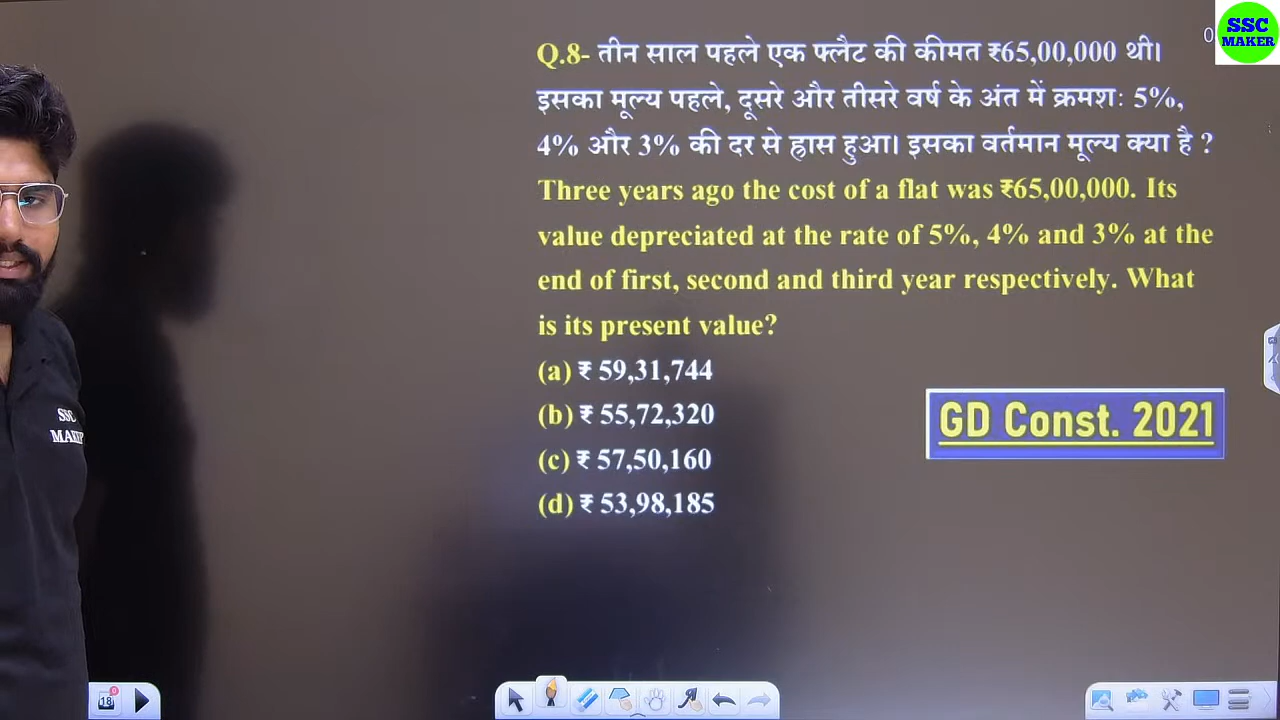 SSC
MAKER
Q.8- तीन साल पहले एक फ्लैट की कीमत ₹65,00,000 थी।
इसका मूल्य पहले, दूसरे और तीसरे वर्ष के अंत में क्रमश: 5%,
4% और 3% की दर से ह्रास हुआ। इसका वर्तमान मूल्य क्या है ?
Three years ago the cost of a flat was ₹65,00,000. Its
value depreciated at the rate of 5%, 4% and 3% at the
end of first, second and third year respectively. What
is its present value?
(a) ₹ 59,31,744
(b) ₹ 55,72,320
(c) ₹ 57,50,160
(d) ₹ 53,98,185
GD Const. 2021
SSC
18